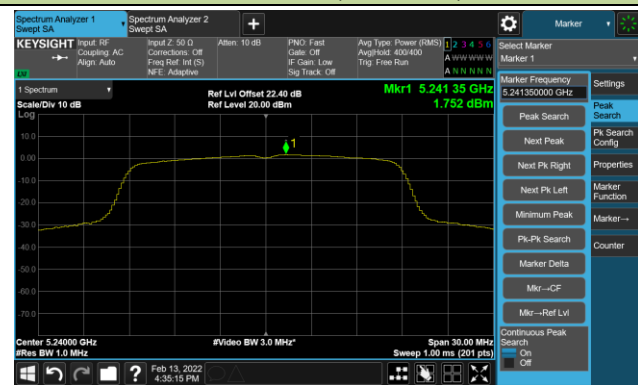 Spectrum Analyzer 1
Swept SA
Spectrum Analyzer 2
Swept SA
+
Marker
KEYSIGHT
Input: RF
Coupling: AC
Align: Auto
Input Z: 50 Ω
Corrections: Off
Freq Ref: Int (S)
NFE: Adaptive
Atten: 10 dB
PNO: Fast
Gate: Off
IF Gain: Low
Sig Track: Off
Avg Type: Power (RMS)
Avg|Hold: 400/400
Trig: Free Run
1 2 3 4 5 6
A W W W W W
A N N N N N
Select Marker
Marker 1
1 Spectrum
Scale/Div 10 dB
Log
Ref Lvl Offset 22.40 dB
Ref Level 20.00 dBm
Mkr1 5.241 35 GHz
1.752 dBm
Marker Frequency
5.241350000 GHz
Settings
Peak Search
Next Peak
Next Pk Right
Next Pk Left
Minimum Peak
Pk-Pk Search
Marker Delta
Mkr→CF
Mkr→Ref Lvl
Continuous Peak
Search
On
Off
Peak
Search
Pk Search
Config
Properties
Marker
Function
Marker→
Counter
1
10.0
0.00
-10.0
-20.0
-30.0
-40.0
-50.0
-60.0
-70.0
Center 5.24000 GHz
#Res BW 1.0 MHz
#Video BW 3.0 MHz*
Span 30.00 MHz
Sweep 1.00 ms (201 pts)
?
Feb 13, 2022
4:35:15 PM